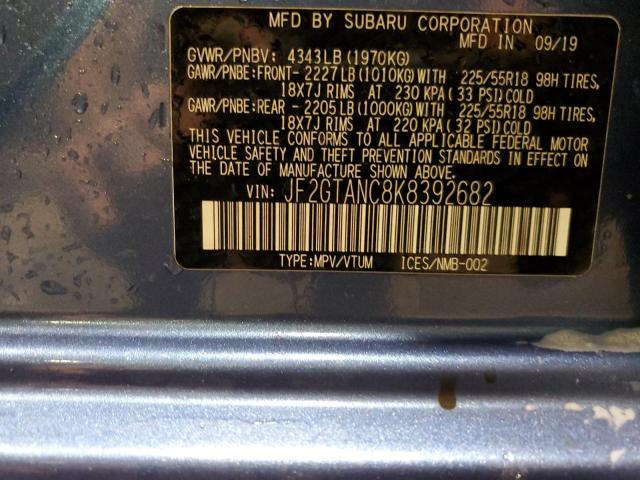 MFD BY SUBARU CORPORATION
MFD IN 09/19
GVWR/PNBV: 4343LB (1970KG)
GAWR/PNBE:FRONT- 2227LB (1010KG) WITH 225/55R18 98H TIRES,
18X7J RIMS AT 230 KPA (33 PSI) COLD
GAWR/PNBE:REAR - 2205LB (1000KG) WITH 225/55R18 98H TIRES,
18X7J RIMS AT 220 KPA (32 PSI) COLD
THIS VEHICLE CONFORMS TO ALL APPLICABLE FEDERAL MOTOR
VEHICLE SAFETY AND THEFT PREVENTION STANDARDS IN EFFECT ON
THE DATE OF MANUFACTURE SHOWN ABOVE.
VIN: JF2GTANC8K8392682
TYPE:MPV/VTUM ICES/NMB-002